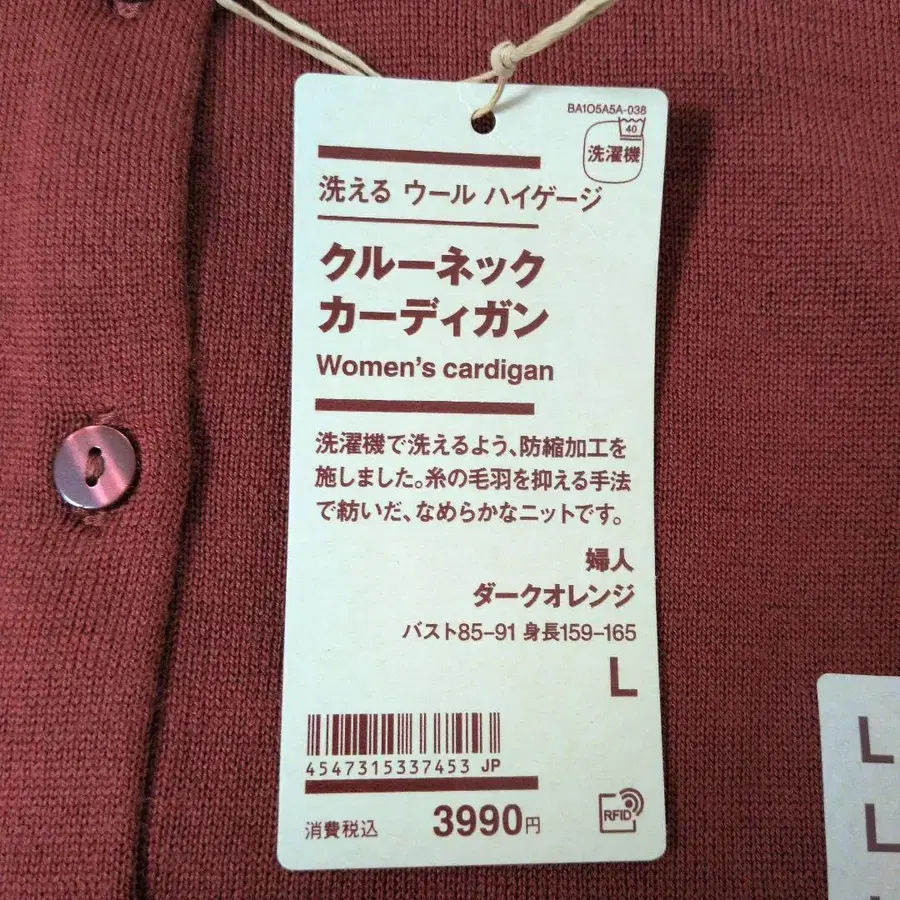 BA1O5A5A-038
40
洗濯機
洗える ウール ハイゲージ
クルーネック
カーディガン
Women's cardigan
洗濯機で洗えるよう、防縮加工を
施しました。糸の毛羽を抑える手法
で紡いだ、なめらかなニットです。
婦人
ダークオレンジ
バスト85-91 身長159-165
L
4547315337453 JP
消費税込 3990円
RFID
L
L